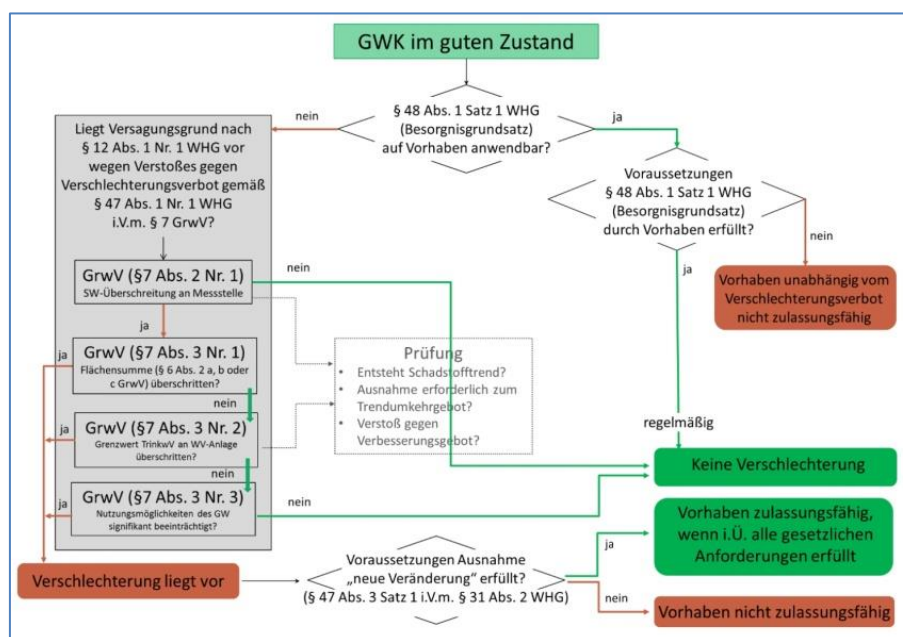 GWK im guten Zustand
nein
§ 48 Abs. 1 Satz 1 WHG
(Besorgnisgrundsatz)
auf Vorhaben anwendbar?
ja
Liegt Versagungsgrund nach
§ 12 Abs. 1 Nr. 1 WHG vor
wegen Verstoßes gegen
Verschlechterungsverbot gemäß
§ 47 Abs. 1 Nr. 1 WHG
i.V.m. § 7 GrwV?
Voraussetzungen
§ 48 Abs. 1 Satz 1 WHG
(Besorgnisgrundsatz)
durch Vorhaben erfüllt?
nein
ja
Vorhaben unabhängig vom
Verschlechterungsverbot
nicht zulassungsfähig
GrwV (§7 Abs. 2 Nr. 1)
SW-Überschreitung an Messstelle
nein
ja
ja
GrwV (§7 Abs. 3 Nr. 1)
Flächensumme (§ 6 Abs. 2 a, b oder
c GrwV) überschritten?
nein
Prüfung
• Entsteht Schadstofftrend?
• Ausnahme erforderlich zum
Trendumkehrgebot?
• Verstoß gegen
Verbesserungsgebot?
ja
GrwV (§7 Abs. 3 Nr. 2)
Grenzwert TrinkwV an WV-Anlage
überschritten?
nein
regelmäßig
Keine Verschlechterung
ja
GrwV (§7 Abs. 3 Nr. 3)
Nutzungsmöglichkeiten des GW
signifikant beeinträchtigt?
nein
Vorhaben zulassungsfähig,
wenn i.Ü. alle gesetzlichen
Anforderungen erfüllt
Verschlechterung liegt vor
Voraussetzungen Ausnahme
„neue Veränderung“ erfüllt?
(§ 47 Abs. 3 Satz 1 i.V.m. § 31 Abs. 2 WHG)
ja
nein
Vorhaben nicht zulassungsfähig